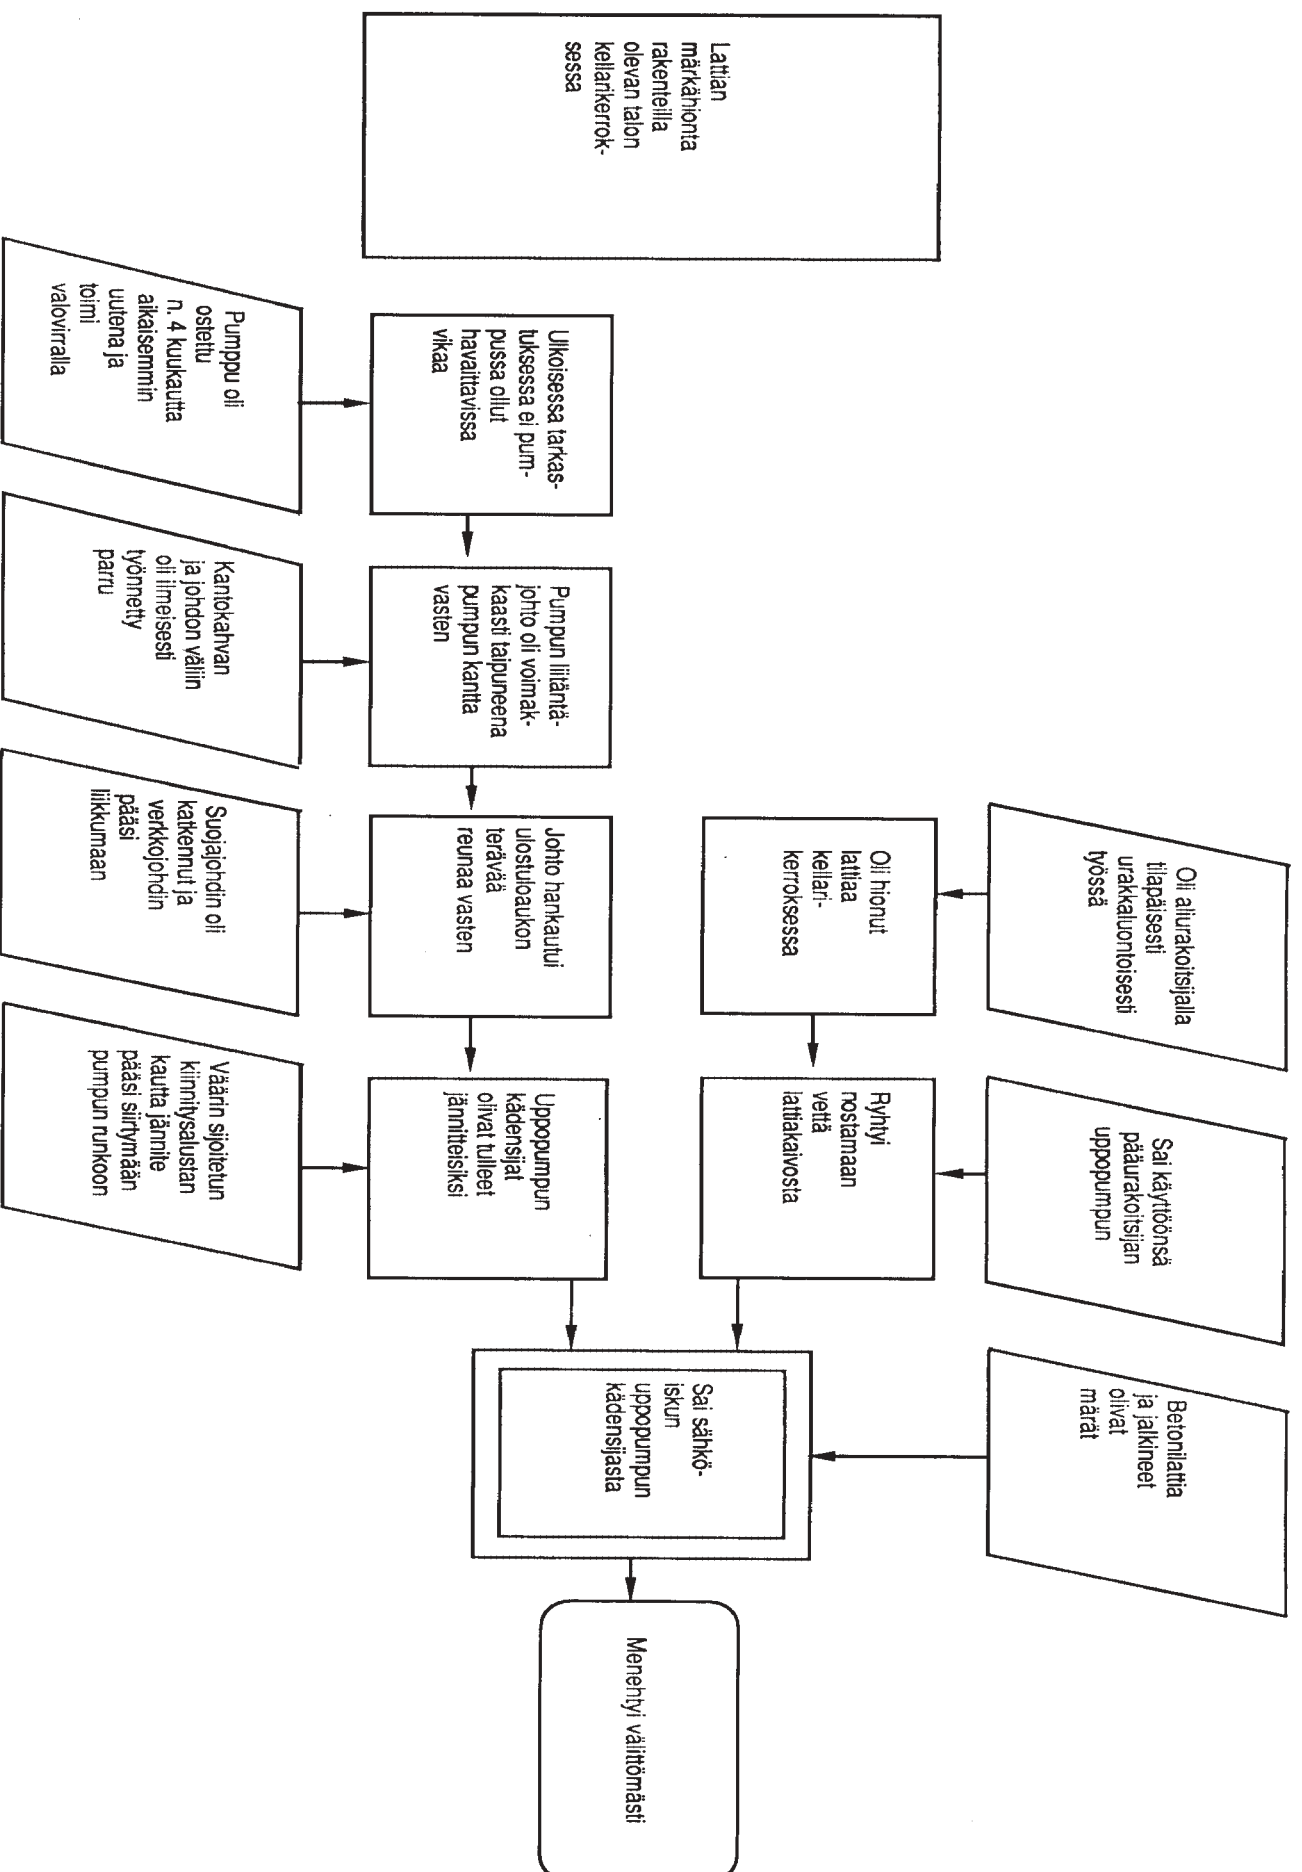 Lattian
märkähionta
rakenteilla
olevan talon
kellarikerrok-
sessa
Oli aliurakoitsijalla
tilapäisesti
urakkaluontoisesti
työssä
Sai käyttöönsä
pääurakoitsijan
uppopumpun
Betonilattia
ja jalkineet
olivat
märät
Oli hionut
lattiaa
kellari-
kerroksessa
Ryhtyi
nostamaan
vettä
lattiakaivosta
Sai sähkö-
iskun
uppopumpun
kädensijasta
Menehtyi välittömästi
Ulkoisessa tarkas-
tuksessa ei pum-
pussa ollut
havaittavissa
vikaa
Pumpun liitäntä-
johto oli voimak-
kaasti taipuneena
pumpun kantta
vasten
Johto hankautui
ulostuloaukon
terävää
reunaa vasten
Uppopumpun
kädensijat
olivat tulleet
jännitteisiksi
Pumppu oli
ostettu
n. 4 kuukautta
aikaisemmin
uutena ja
toimi
valovirralla
Kantokahvan
ja johdon väliin
oli ilmeisesti
työnnetty
parru
Suojajohdin oli
katkennut ja
verkkojohdin
pääsi
liikkumaan
Väärin sijoitetun
kiinnitysalustan
kautta jännite
pääsi siirtymään
pumpun runkoon